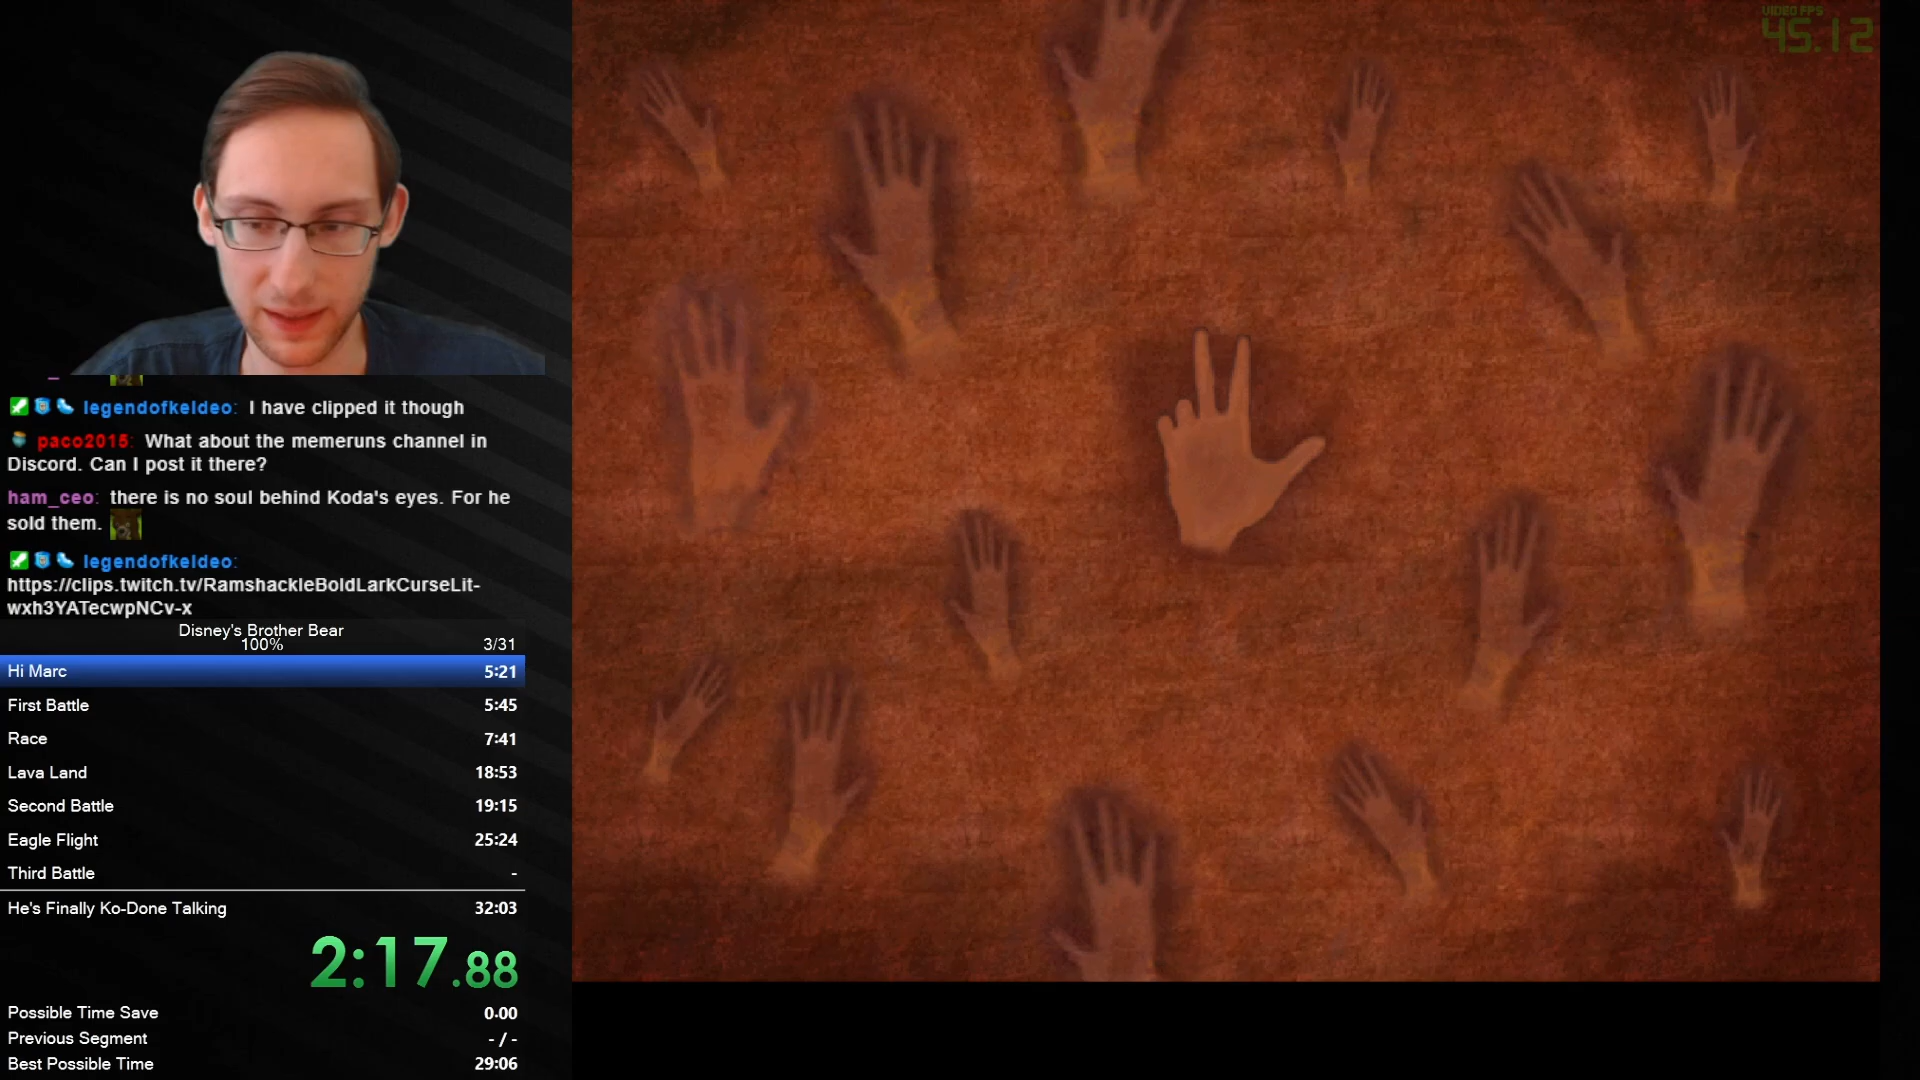 VIDEO FPS
45.12
legendofkeldeo: I have clipped it though
paco2015: What about the memeruns channel in
Discord. Can I post it there?
ham_ceo: there is no soul behind Koda's eyes. For he
sold them.
legendofkeldeo:
https://clips.twitch.tv/RamshackleBoldLarkCurseLit-
wxh3YATecwpNCv-x
Disney's Brother Bear
100% 3/31
Hi Marc 5:21
First Battle 5:45
Race 7:41
Lava Land 18:53
Second Battle 19:15
Eagle Flight 25:24
Third Battle -
He's Finally Ko-Done Talking 32:03
2:17.88
Possible Time Save 0.00
Previous Segment - / -
Best Possible Time 29:06